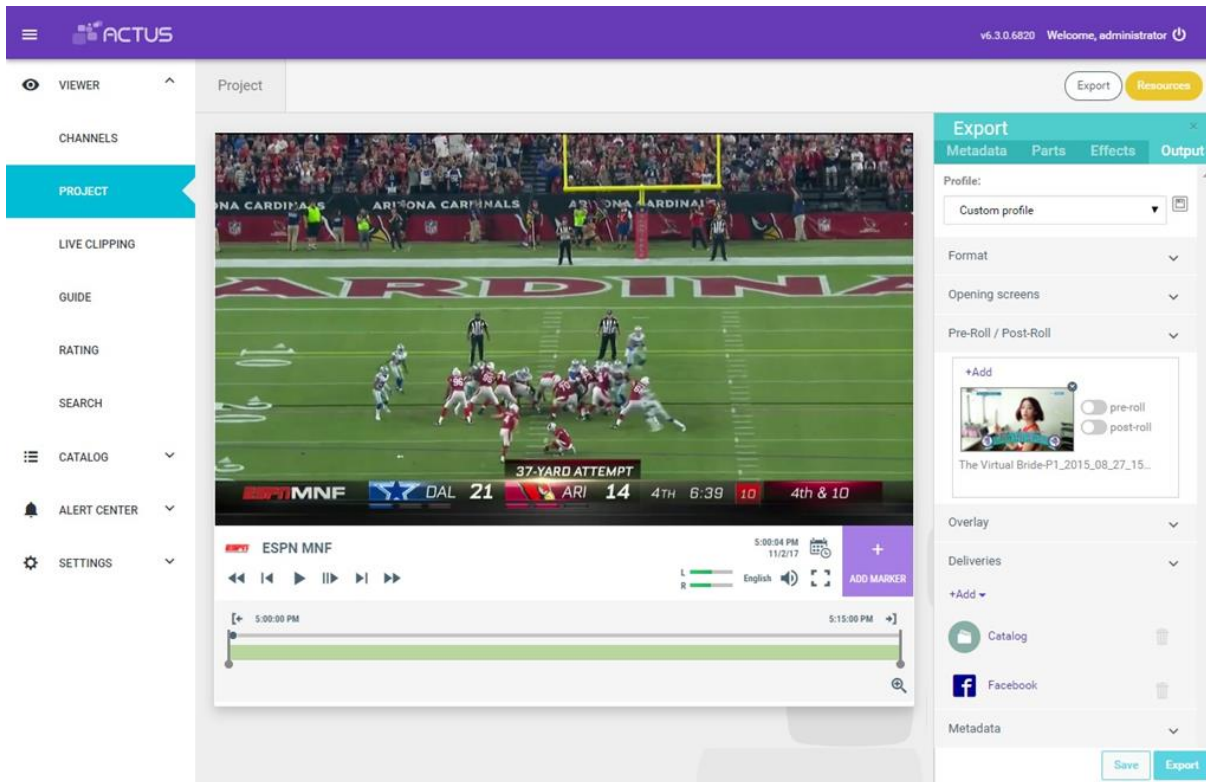 ACTUS
v6.3.0.6820 Welcome, administrator
VIEWER
CHANNELS
PROJECT
LIVE CLIPPING
GUIDE
RATING
SEARCH
CATALOG
ALERT CENTER
SETTINGS
Project
Export
Resources
ARIZONA CARDINALS
CARDINA
37-YARD ATTEMPT
ESPN MNF DAL 21 ARI 14 4TH 6:39 10 4th & 10
ESPN
ESPN MNF
5:00:04 PM
11/2/17
L
R
English
+
ADD MARKER
5:00:00 PM
5:15:00 PM
Export
×
Metadata Parts Effects Output
Profile:
Custom profile
Format
Opening screens
Pre-Roll / Post-Roll
+Add
pre-roll
post-roll
The Virtual Bride-P1_2015_08_27_15...
Overlay
Deliveries
+Add
Catalog
Facebook
Metadata
Save
Export